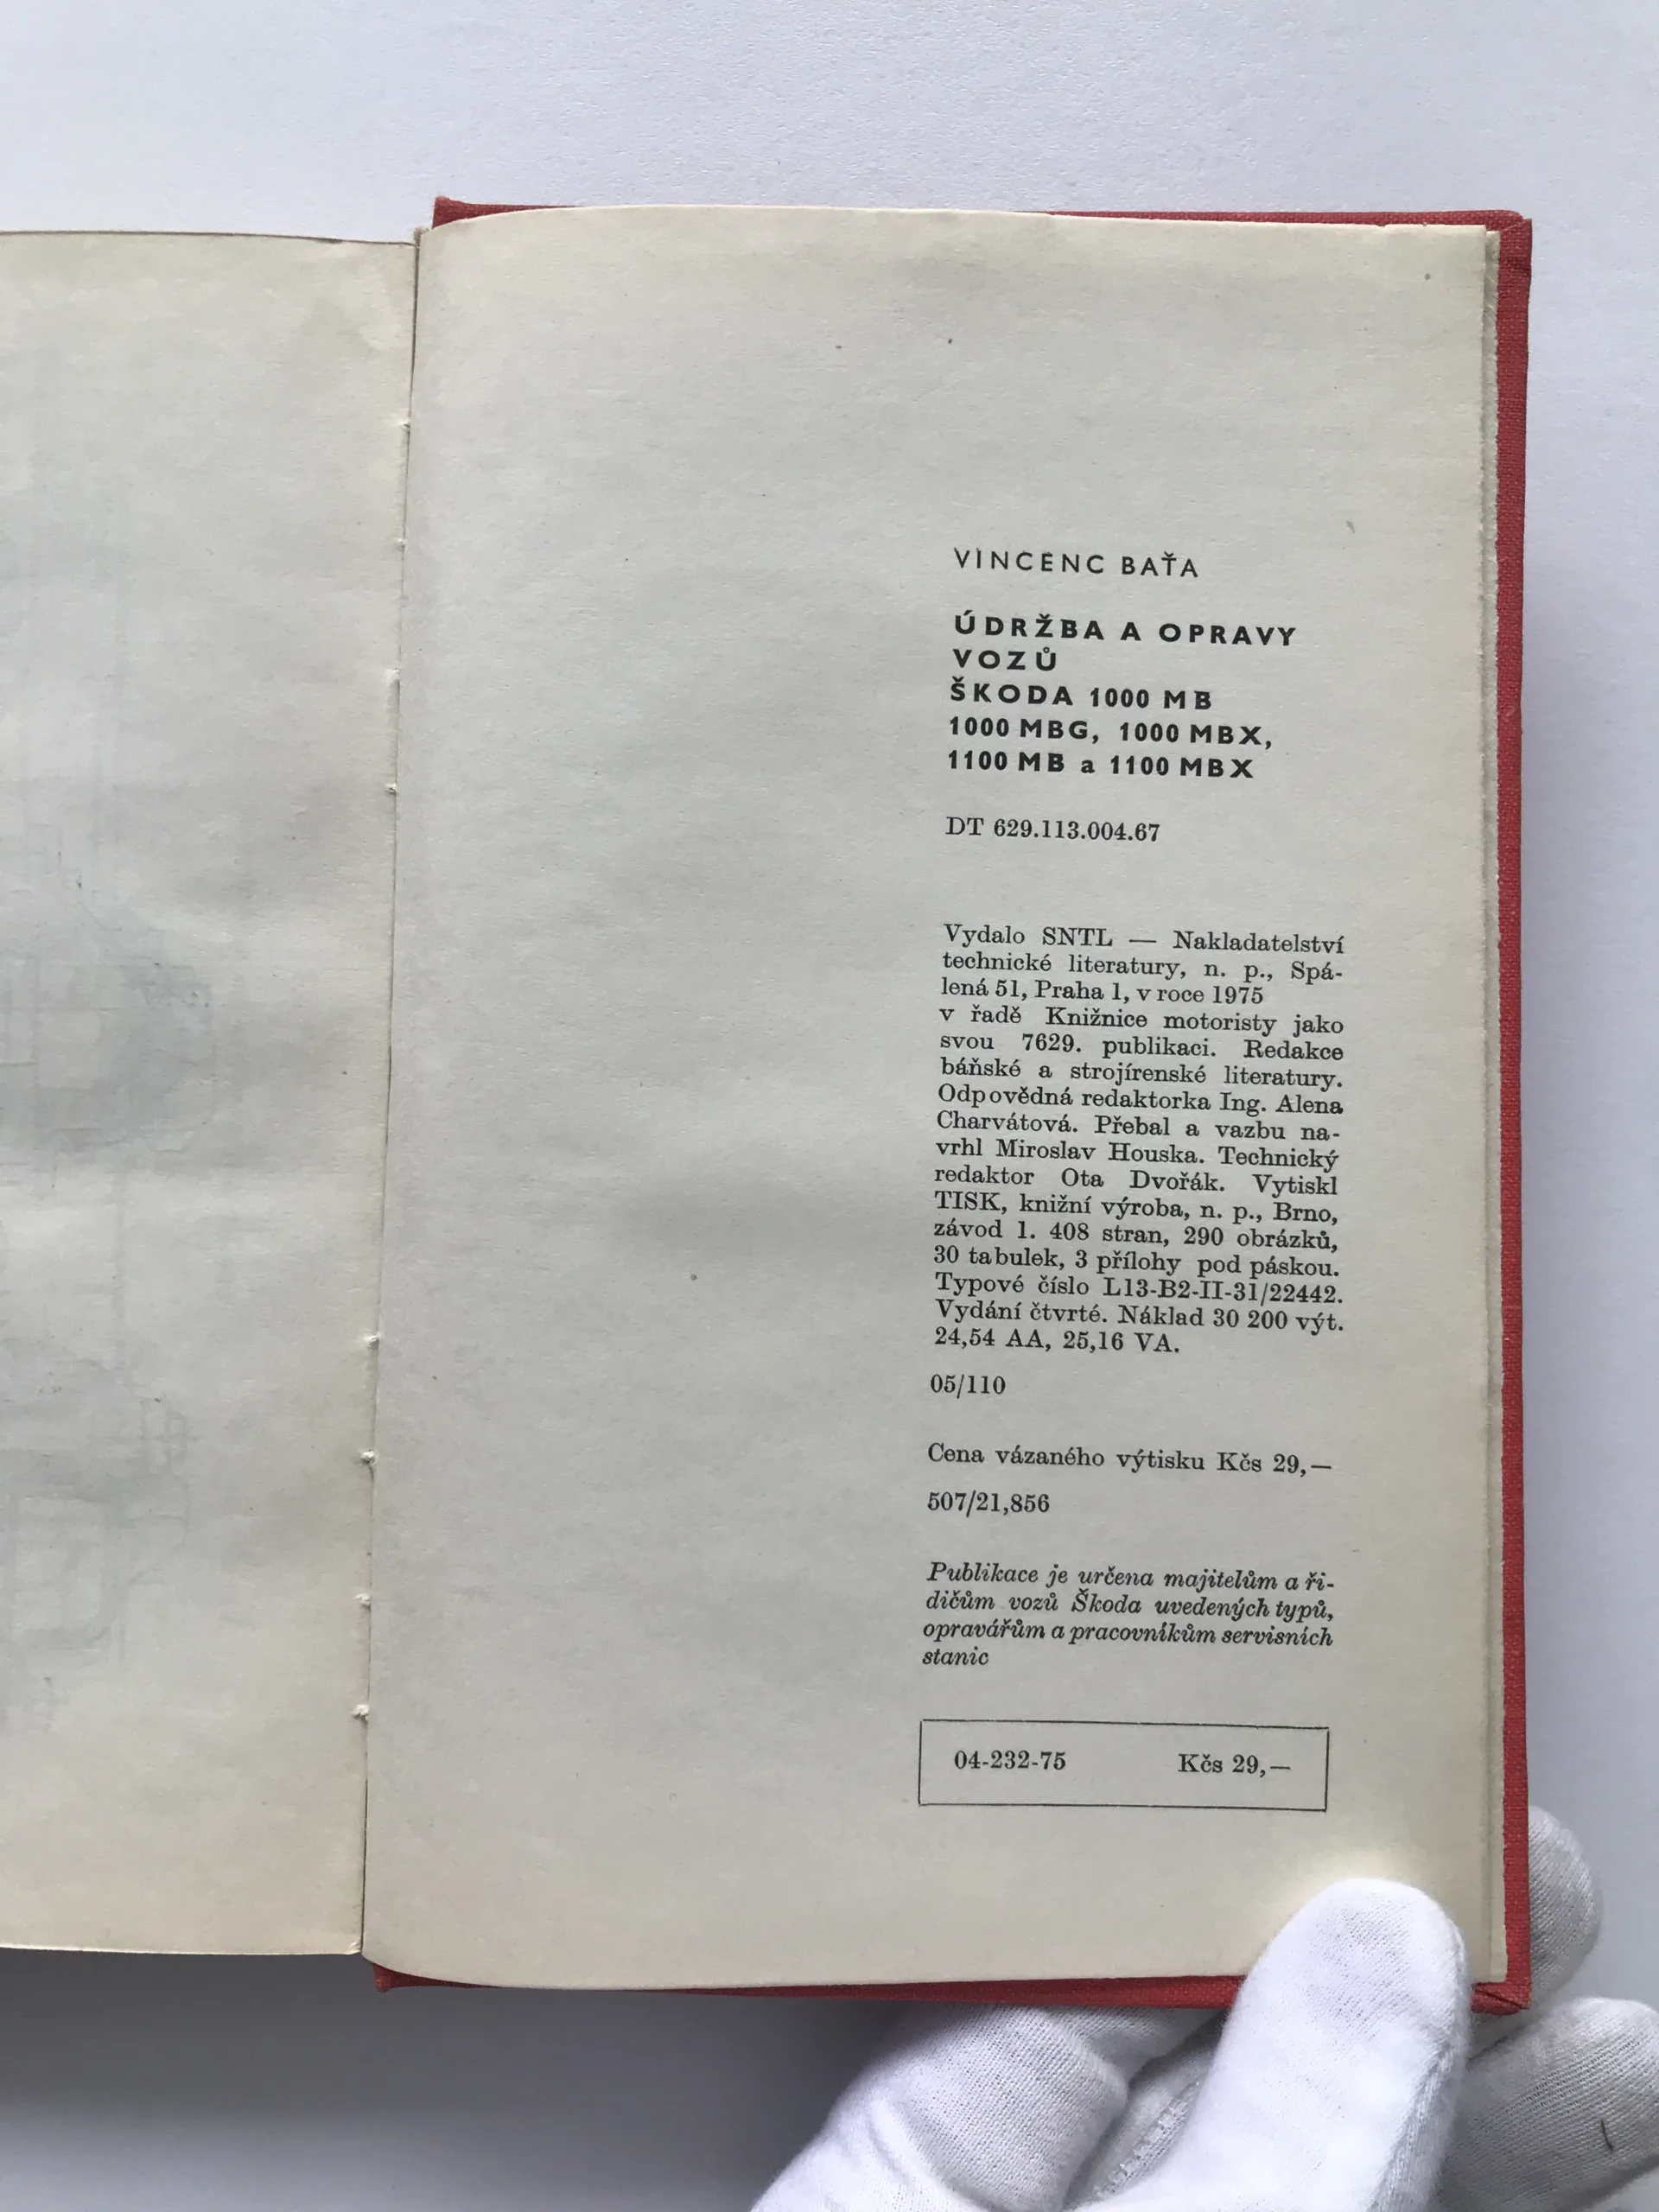 VINCENC BAŤA
ÚDRŽBA A OPRAVY
VOZŮ
ŠKODA 1000 MB
1000 MBG, 1000 MBX,
1100 MB a 1100 MBX
DT 629.113.004.67
Vydalo SNTL — Nakladatelství
technické literatury, n. p., Spá-
lená 51, Praha 1, v roce 1975
v řadě Knižnice motoristy jako
svou 7629. publikaci. Redakce
báňské a strojírenské literatury.
Odpovědná redaktorka Ing. Alena
Charvátová. Přebal a vazbu na-
vrhl Miroslav Houska. Technický
redaktor Ota Dvořák. Vytiskl
TISK, knižní výroba, n. p., Brno,
závod 1. 408 stran, 290 obrázků,
30 tabulek, 3 přílohy pod páskou.
Typové číslo L13-B2-II-31/22442.
Vydání čtvrté. Náklad 30 200 výt.
24,54 AA, 25,16 VA.
05/110
Cena vázaného výtisku Kčs 29,—
507/21,856
Publikace je určena majitelům a ři-
dičům vozů Škoda uvedených typů,
opravářům a pracovníkům servisních
stanic
04-232-75 Kčs 29,—